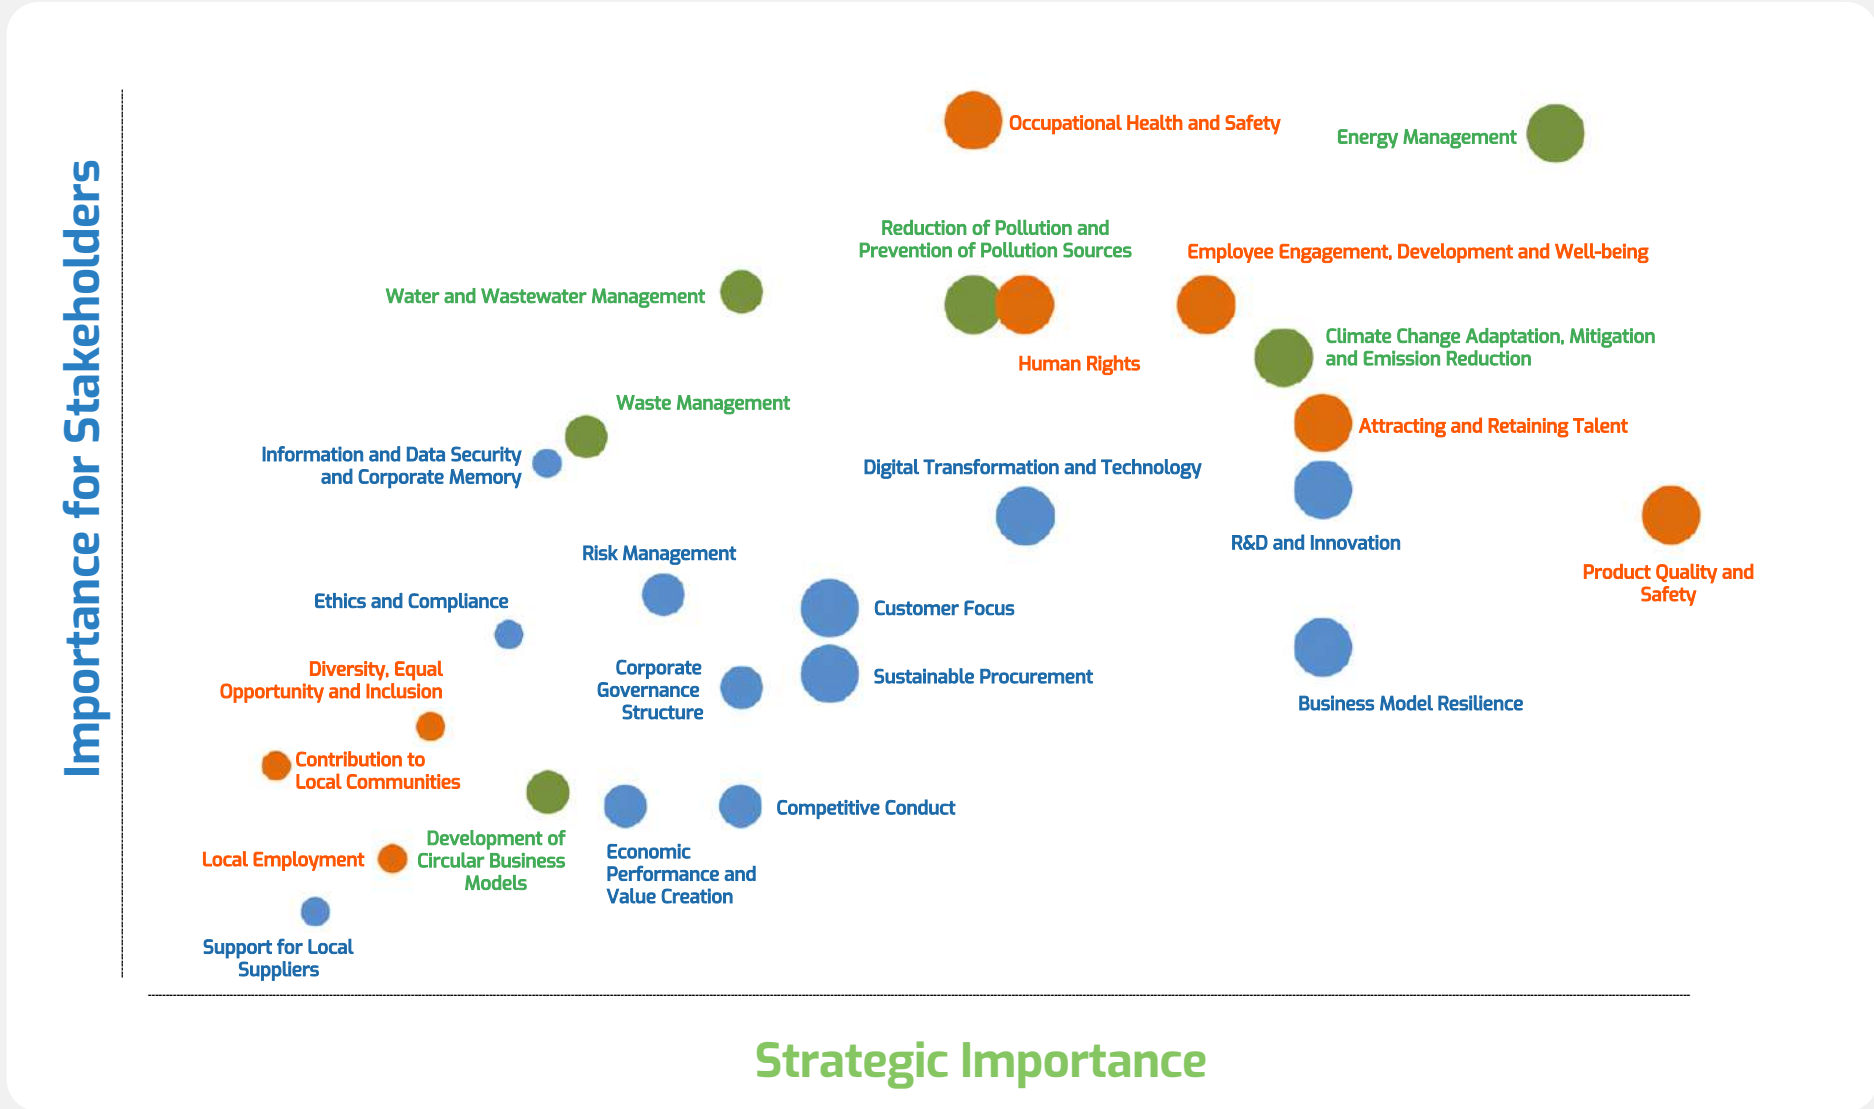 Importance for Stakeholders
Occupational Health and Safety
Energy Management
Reduction of Pollution and
Prevention of Pollution Sources
Employee Engagement, Development and Well-being
Water and Wastewater Management
Human Rights
Climate Change Adaptation, Mitigation
and Emission Reduction
Waste Management
Attracting and Retaining Talent
Information and Data Security
and Corporate Memory
Digital Transformation and Technology
R&D and Innovation
Risk Management
Product Quality and
Safety
Ethics and Compliance
Customer Focus
Diversity, Equal
Opportunity and Inclusion
Corporate
Governance
Structure
Sustainable Procurement
Business Model Resilience
Contribution to
Local Communities
Competitive Conduct
Local Employment
Development of
Circular Business
Models
Economic
Performance and
Value Creation
Support for Local
Suppliers
Strategic Importance